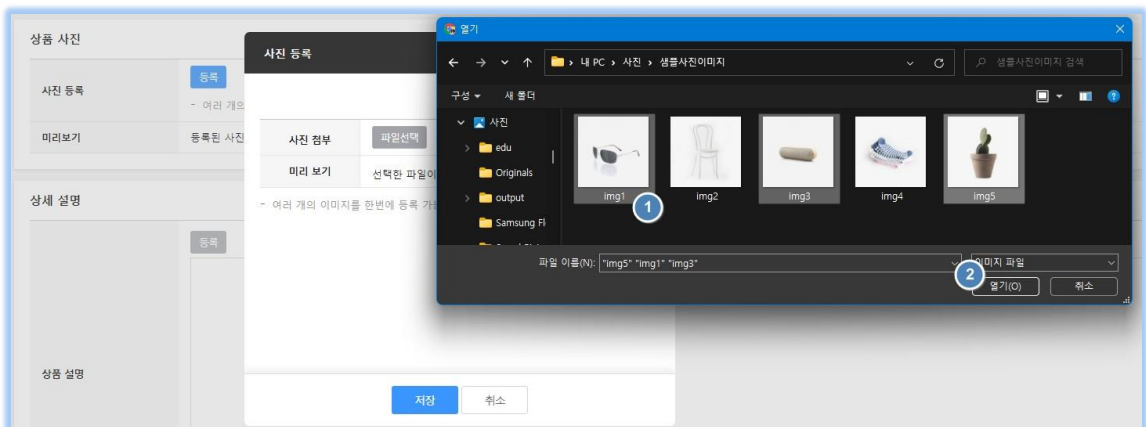 상품 사진
사진 등록
등록
- 여러 개의
미리보기
등록된 사진
상세 설명
등록
상품 설명
사진 등록
사진 첨부
파일선택
미리 보기
선택한 파일이
- 여러 개의 이미지를 한번에 등록 가능
저장
취소
열기
내 PC › 사진 › 샘플사진이미지
샘플사진이미지 검색
구성
새 폴더
사진
edu
Originals
output
Samsung Fl
img1
img2
img3
img4
img5
1
파일 이름(N):
"img5" "img1" "img3"
이미지 파일
2
열기(O)
취소